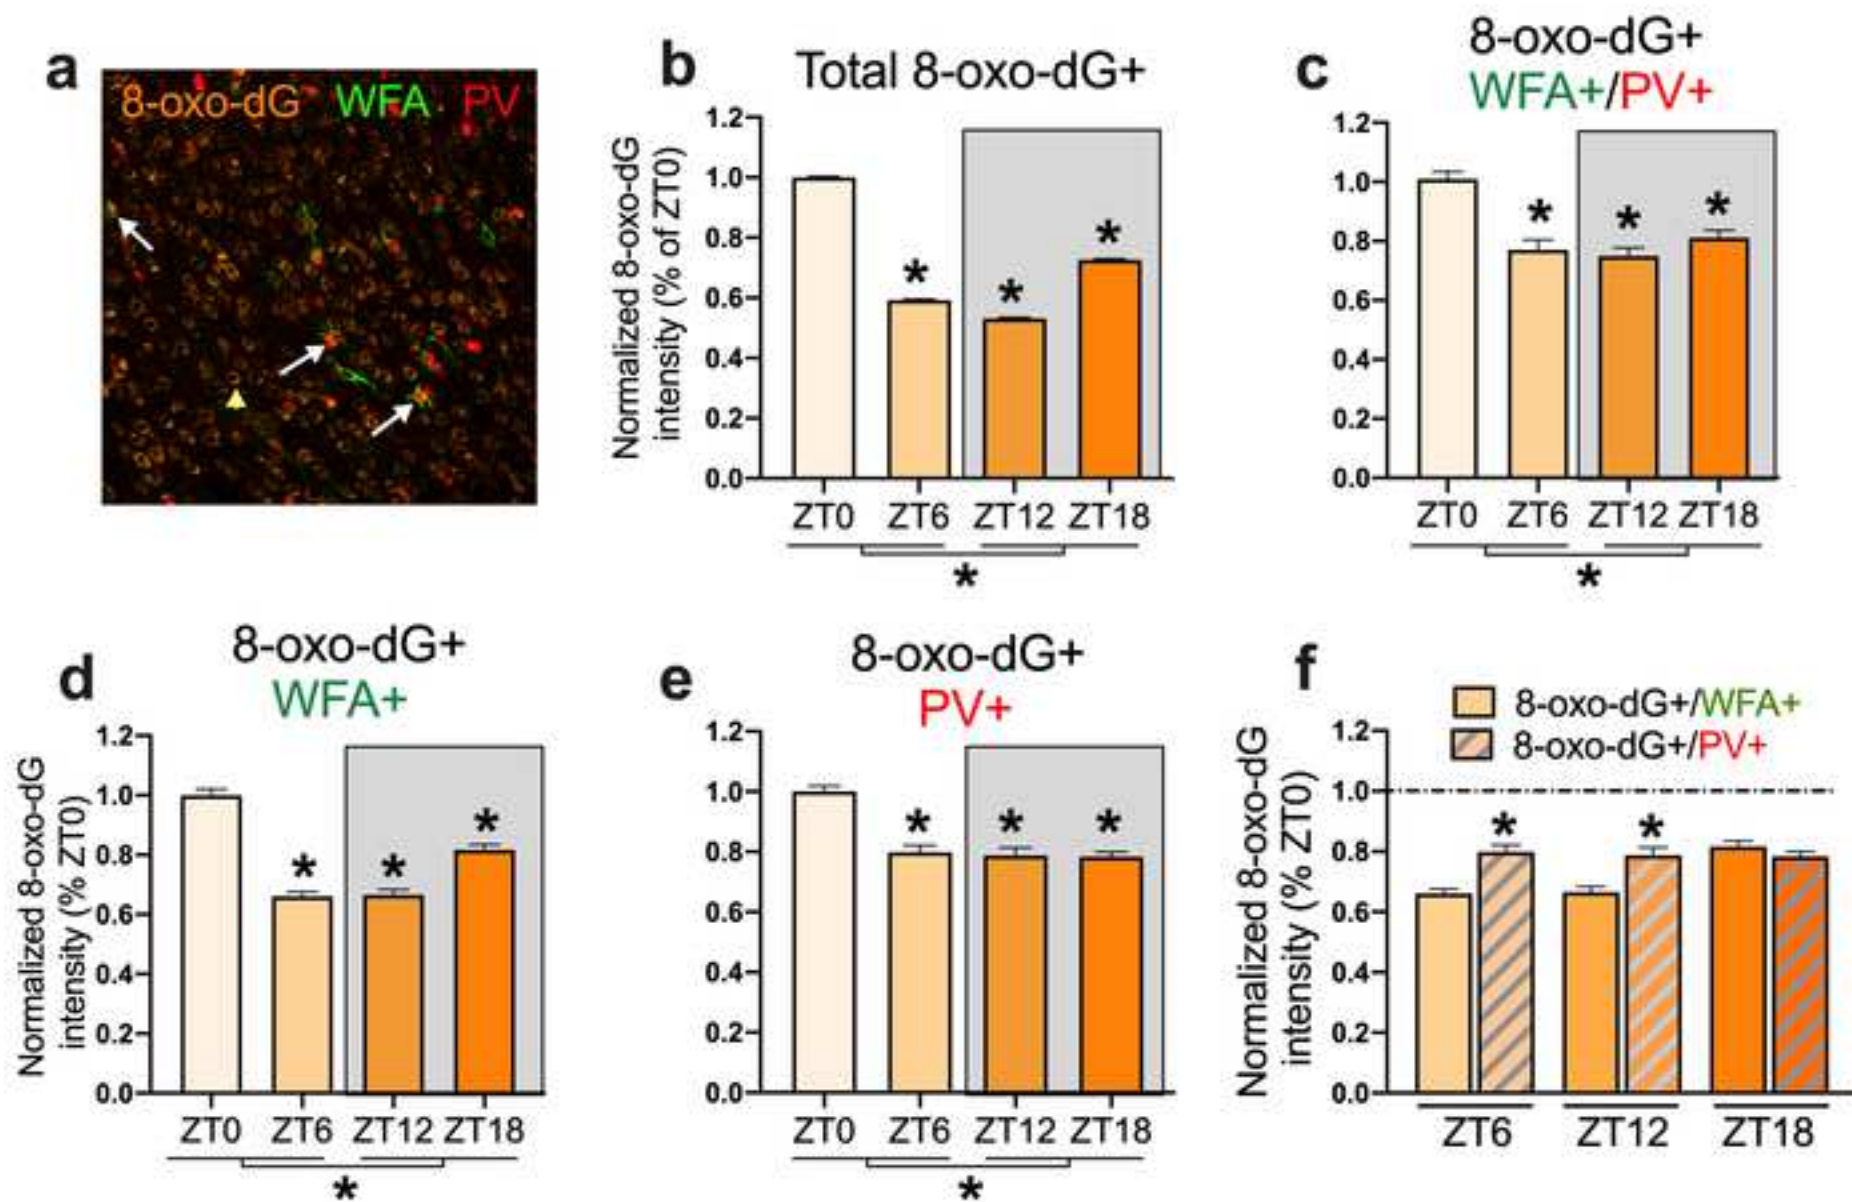 a
8-oxo-dG WFA PV
b
Total 8-oxo-dG+
Normalized 8-oxo-dG
intensity (% of ZT0)
1.2
1.0
0.8
0.6
0.4
0.2
0.0
*
*
*
ZT0 ZT6 ZT12 ZT18
*
c
8-oxo-dG+
WFA+/PV+
1.2
1.0
0.8
0.6
0.4
0.2
0.0
*
*
*
ZT0 ZT6 ZT12 ZT18
*
d
8-oxo-dG+
WFA+
Normalized 8-oxo-dG
intensity (% ZT0)
1.2
1.0
0.8
0.6
0.4
0.2
0.0
*
*
*
ZT0 ZT6 ZT12 ZT18
*
e
8-oxo-dG+
PV+
1.2
1.0
0.8
0.6
0.4
0.2
0.0
*
*
*
ZT0 ZT6 ZT12 ZT18
*
f
8-oxo-dG+/WFA+
8-oxo-dG+/PV+
Normalized 8-oxo-dG
intensity (% ZT0)
1.2
1.0
0.8
0.6
0.4
0.2
0.0
*
*
ZT6 ZT12 ZT18